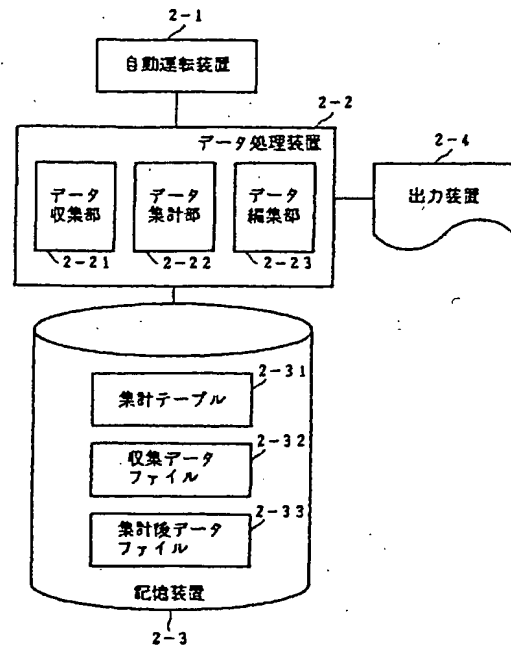 2-1
自動運転装置
2-2
データ処理装置
2-4
データ
収集部
データ
集計部
データ
編集部
出力装置
2-21
2-22
2-23
2-31
集計テーブル
2-32
収集データ
ファイル
2-33
集計後データ
ファイル
記憶装置
2-3